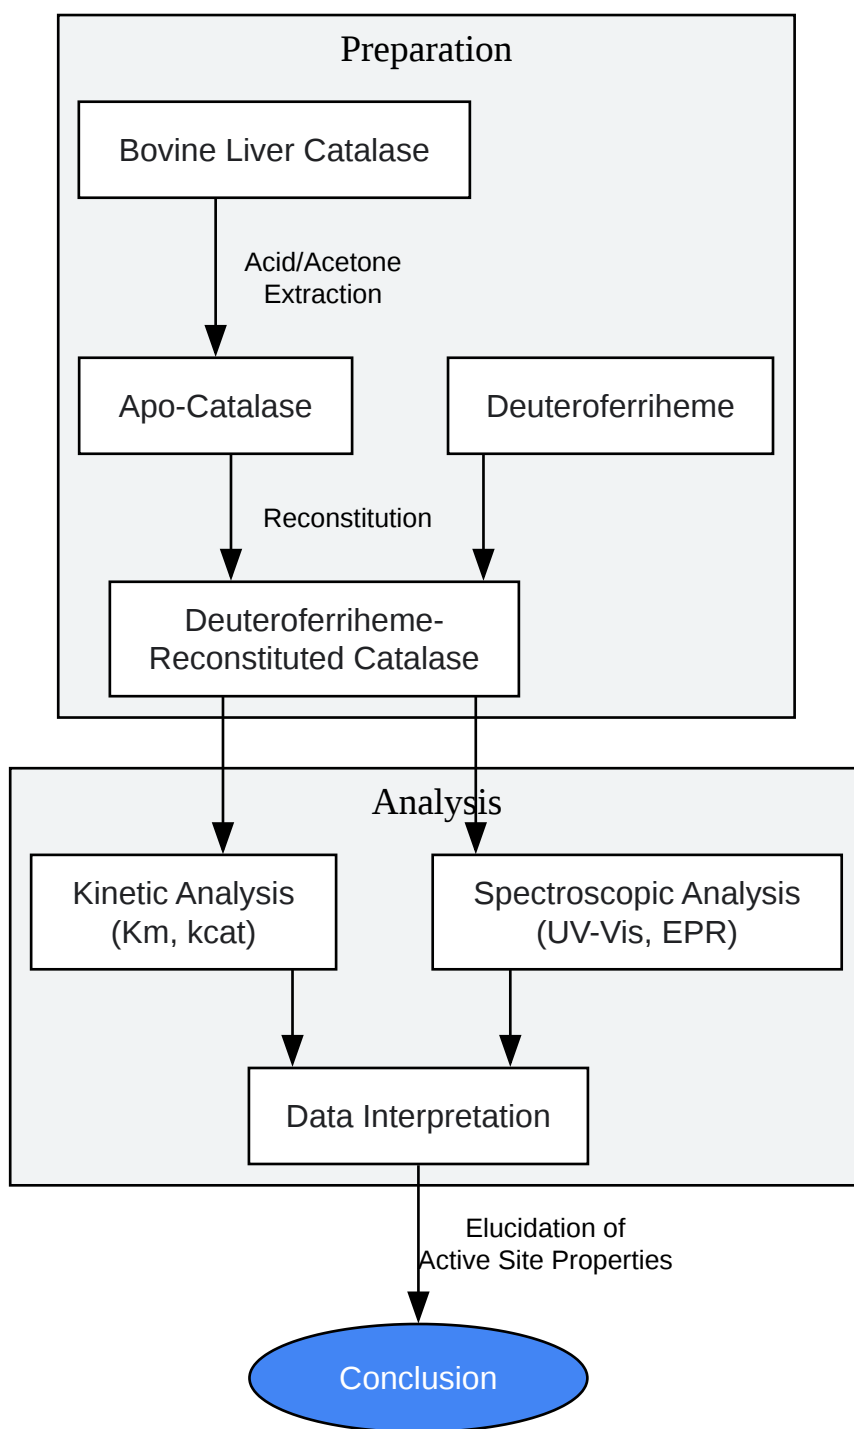 Preparation
Bovine Liver Catalase
Acid/Acetone
Extraction
Apo-Catalase
Deuteroferriheme
Reconstitution
Deuteroferriheme-
Reconstituted Catalase
Analysis
Kinetic Analysis
(Km, kcat)
Spectroscopic Analysis
(UV-Vis, EPR)
Data Interpretation
Elucidation of
Active Site Properties
Conclusion